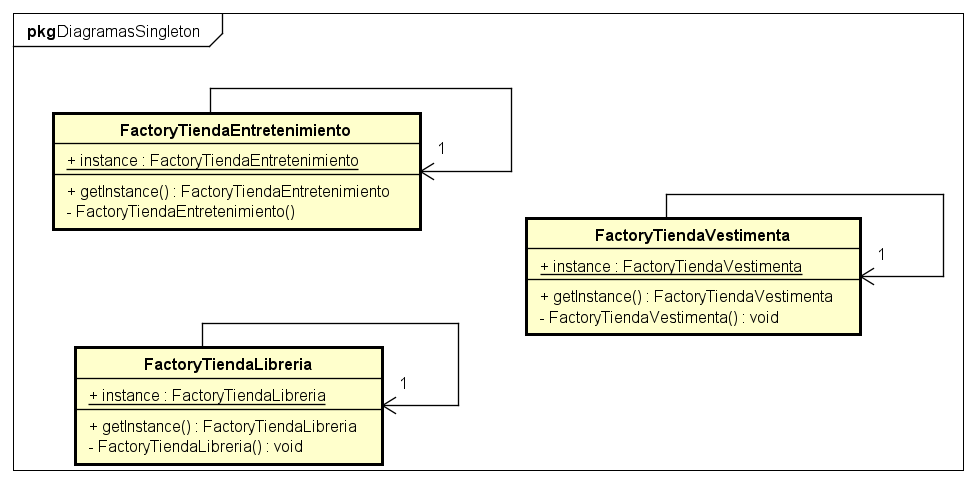 pkgDiagramasSingleton
FactoryTiendaEntretenimiento
+ instance : FactoryTiendaEntretenimiento
+ getInstance() : FactoryTiendaEntretenimiento
- FactoryTiendaEntretenimiento()
1
FactoryTiendaVestimenta
+ instance : FactoryTiendaVestimenta
+ getInstance() : FactoryTiendaVestimenta
- FactoryTiendaVestimenta() : void
1
FactoryTiendaLibreria
+ instance : FactoryTiendaLibreria
+ getInstance() : FactoryTiendaLibreria
- FactoryTiendaLibreria() : void
1